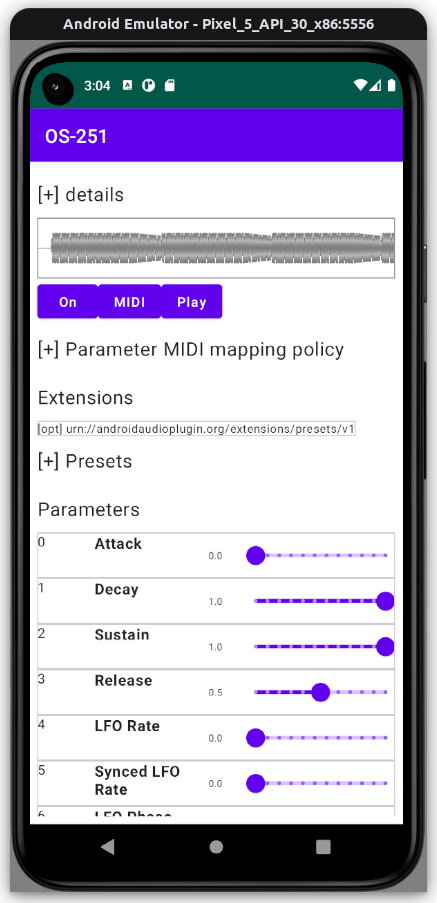 Android Emulator - Pixel_5_API_30_x86:5556
3:04
OS-251
[+] details
On MIDI Play
[+] Parameter MIDI mapping policy
Extensions
[opt] urn://androidaudioplugin.org/extensions/presets/v1
[+] Presets
Parameters
0 Attack 0.0
1 Decay 1.0
2 Sustain 1.0
3 Release 0.5
4 LFO Rate 0.0
5 Synced LFO 0.0
Rate
6 LFO Phase